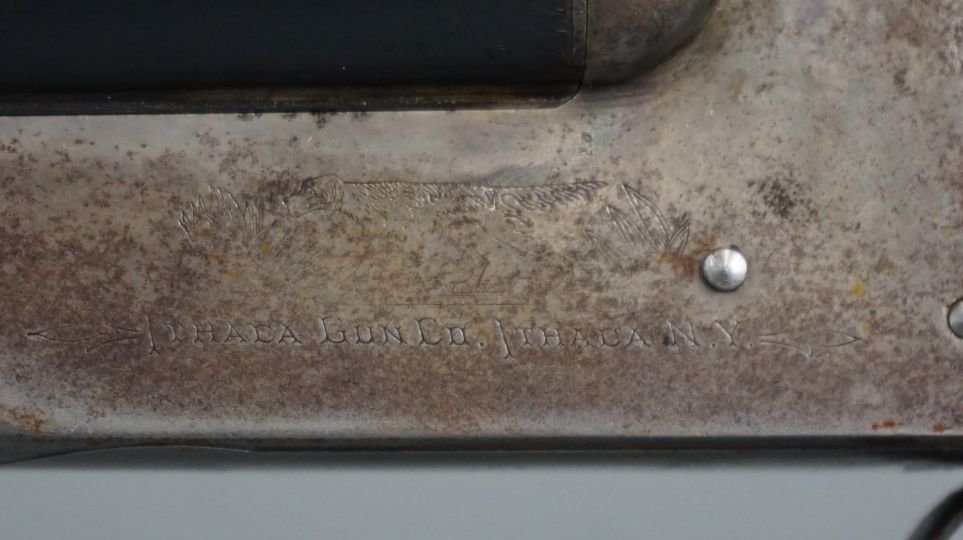 ITHACA GUN CO. ITHACA N.Y.